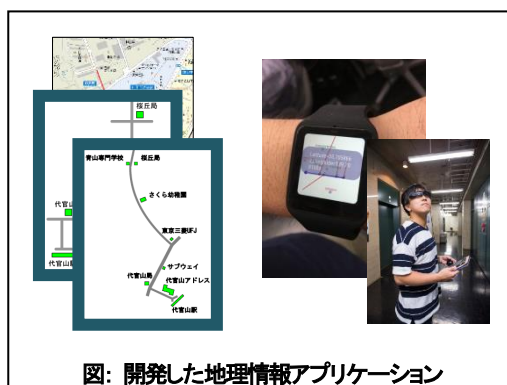 桜丘局
青山専門学校 桜丘局
さくら幼稚園
東京三菱UFJ
サブウェイ
代官山局
代官山アドレス
代官山駅
代官山
代官山
図: 開発した地理情報アプリケーション